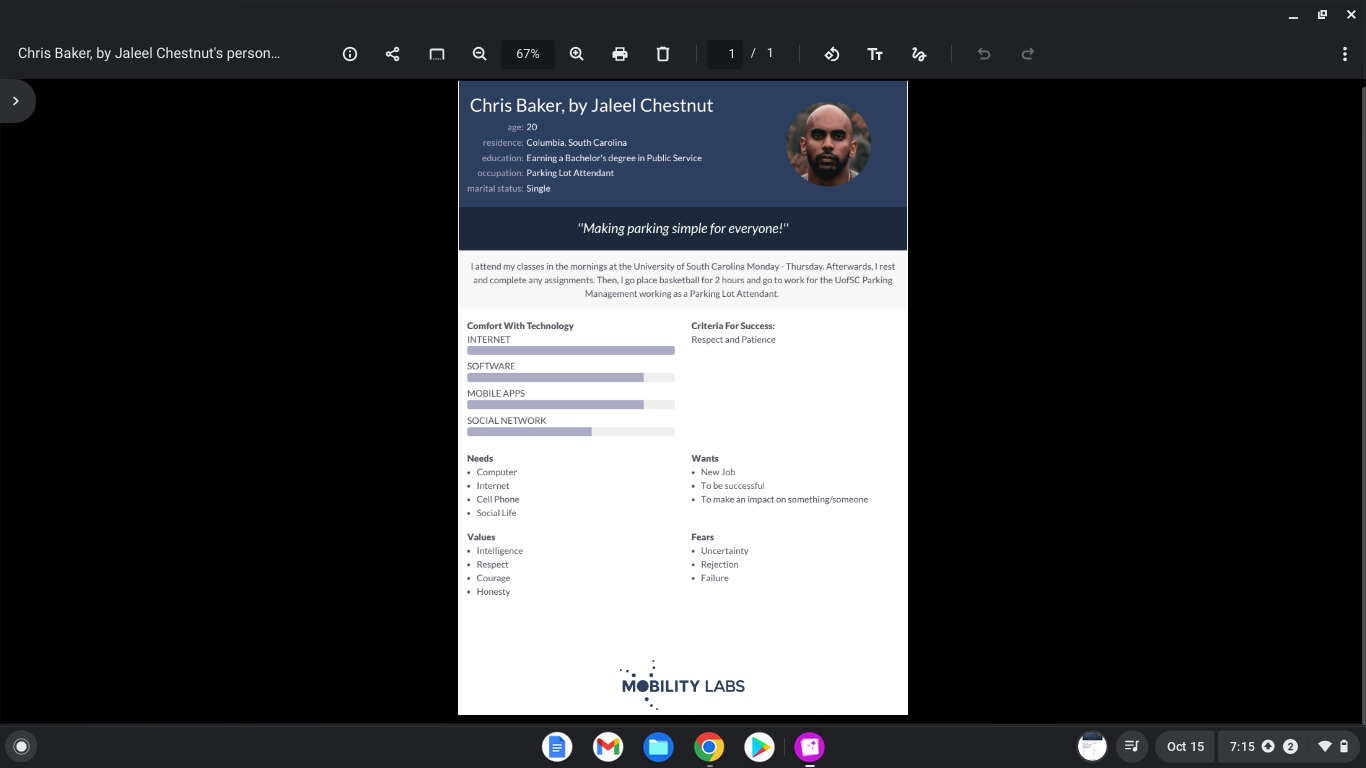 Chris Baker, by Jaleel Chestnut's person...
67%
1 / 1
Chris Baker, by Jaleel Chestnut
age: 20
residence: Columbia. South Carolina
education: Earning a Bachelor's degree in Public Service
occupation: Parking Lot Attendant
marital status: Single
"Making parking simple for everyone!"
I attend my classes in the mornings at the University of South Carolina Monday - Thursday. Afterwards, I rest
and complete any assignments. Then, I go place basketball for 2 hours and go to work for the UofSC Parking
Management working as a Parking Lot Attendant.
Comfort With Technology
INTERNET
SOFTWARE
MOBILE APPS
SOCIAL NETWORK
Criteria For Success:
Respect and Patience
Needs
• Computer
• Internet
• Cell Phone
• Social Life
Wants
• New Job
• To be successful
• To make an impact on something/someone
Values
• Intelligence
• Respect
• Courage
• Honesty
Fears
• Uncertainty
• Rejection
• Failure
MOBILITY LABS
Oct 15
7:15
2